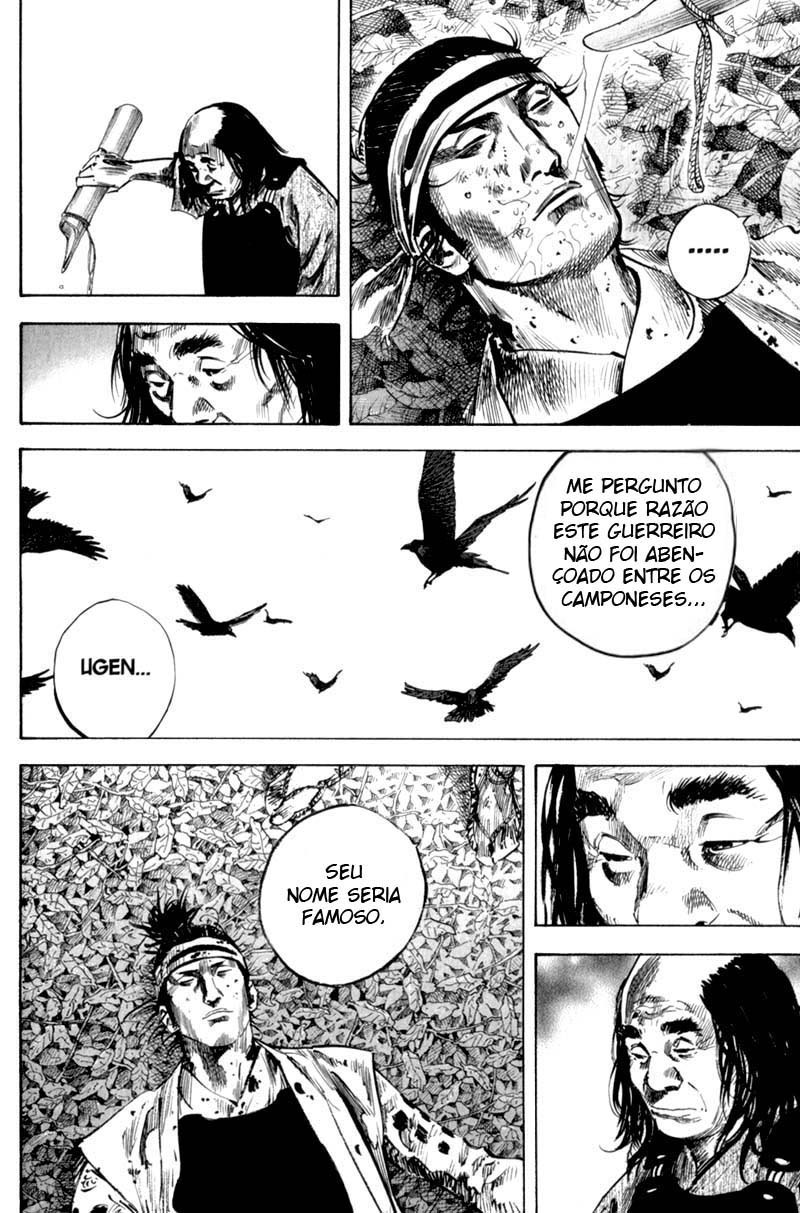 .....
ME PERGUNTO
PORQUE RAZÃO
ESTE GUERREIRO
NÃO FOI ABEN-
ÇOADO ENTRE OS
CAMPONESES...
UGEN...
SEU
NOME SERIA
FAMOSO.